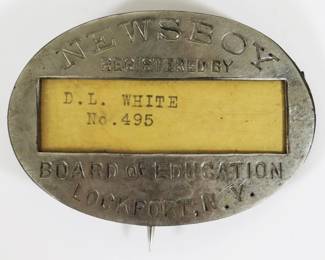 NEWSBOY
REGISTERED BY
D.L. WHITE
No.495
BOARD OF EDUCATION
LOCKPORT, N.Y.